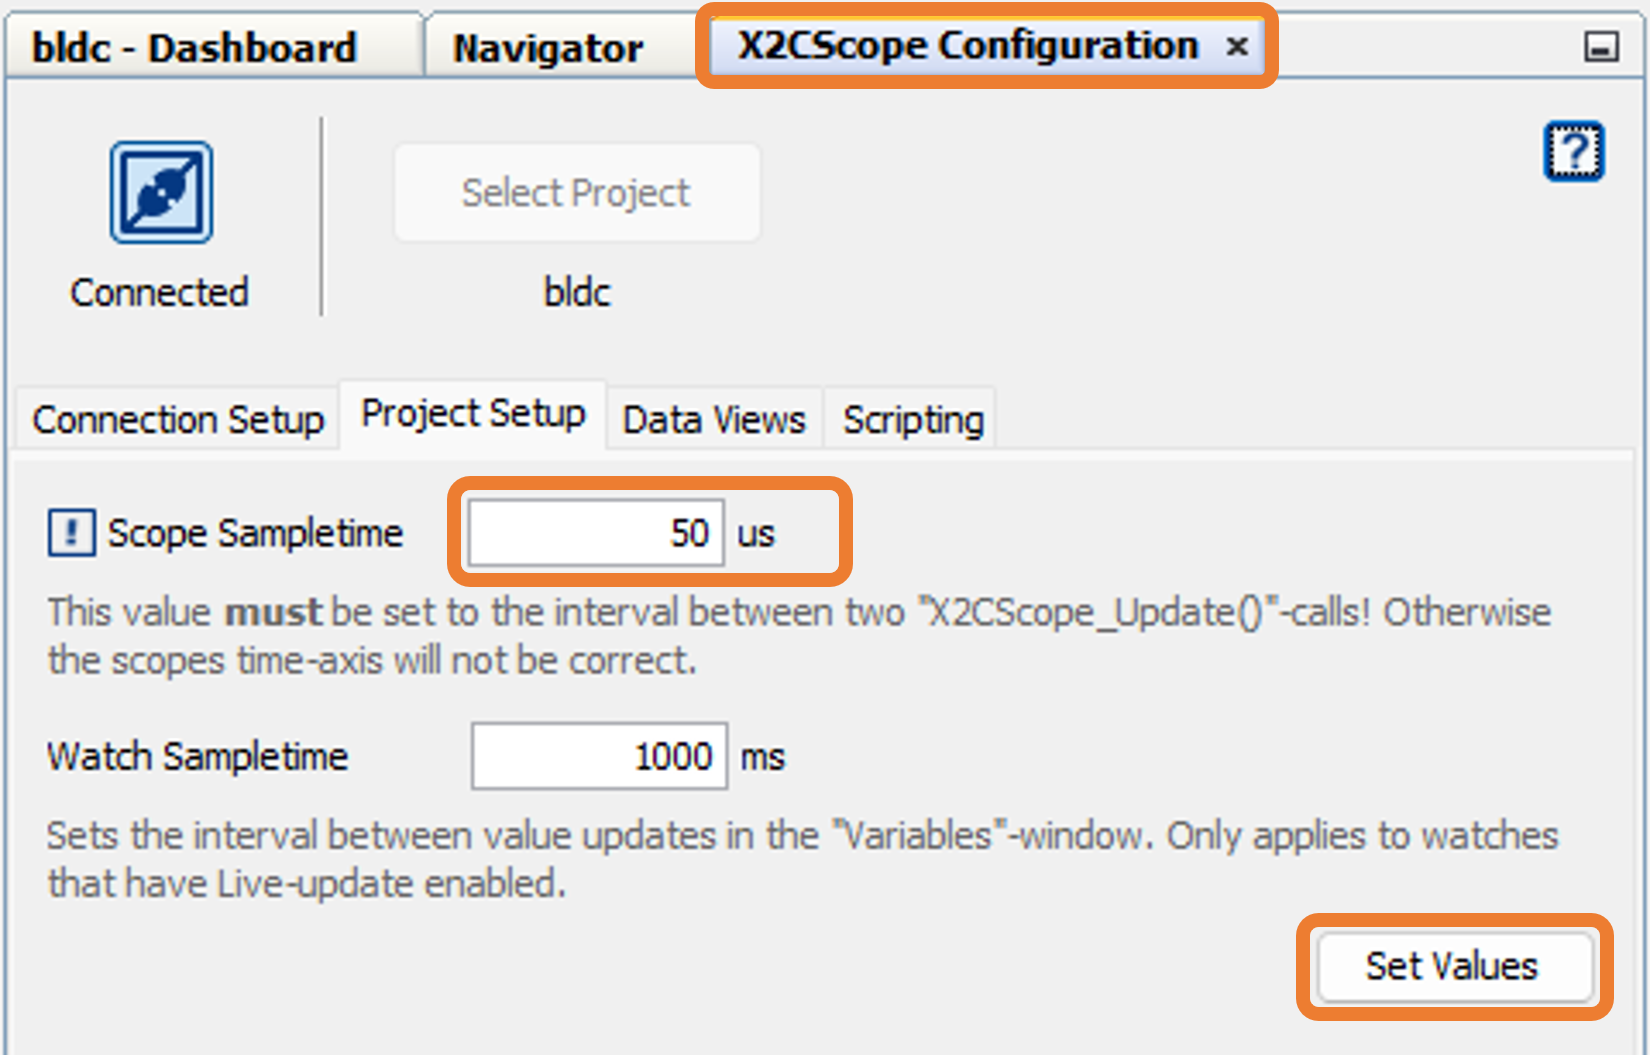 bldc - Dashboard
Navigator
X2CScope Configuration ×
?
Select Project
Connected
bldc
Connection Setup
Project Setup
Data Views
Scripting
! Scope Sampletime 50 us
This value must be set to the interval between two "X2CScope_Update()"-calls! Otherwise
the scopes time-axis will not be correct.
Watch Sampletime 1000 ms
Sets the interval between value updates in the "Variables"-window. Only applies to watches
that have Live-update enabled.
Set Values